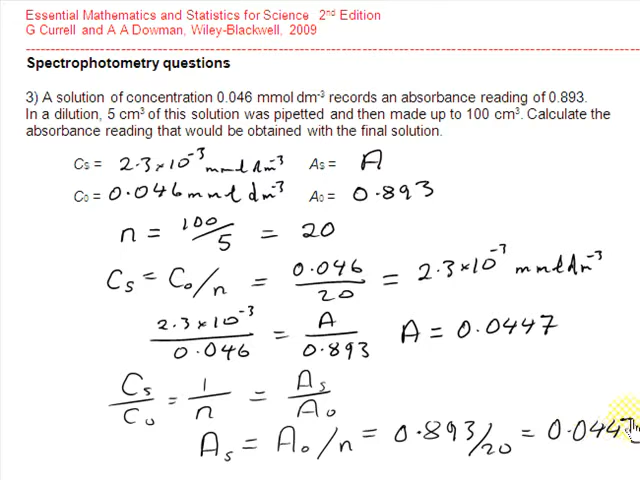 Essential Mathematics and Statistics for Science 2nd Edition
G Currell and A A Dowman, Wiley-Blackwell, 2009
Spectrophotometry questions
3) A solution of concentration 0.046 mmol dm⁻³ records an absorbance reading of 0.893.
In a dilution, 5 cm³ of this solution was pipetted and then made up to 100 cm³. Calculate the
absorbance reading that would be obtained with the final solution.
Cs = 2.3×10⁻³ mmol dm⁻³ As = A
C₀ = 0.046 mmol dm⁻³ A₀ = 0.893
n = 100/5 = 20
Cs = C₀/n = 0.046/20 = 2.3×10⁻³ mmol dm⁻³
2.3×10⁻³/0.046 = A/0.893 A = 0.0447
Cs/C₀ = 1/n = As/A₀
As = A₀/n = 0.893/20 = 0.0447